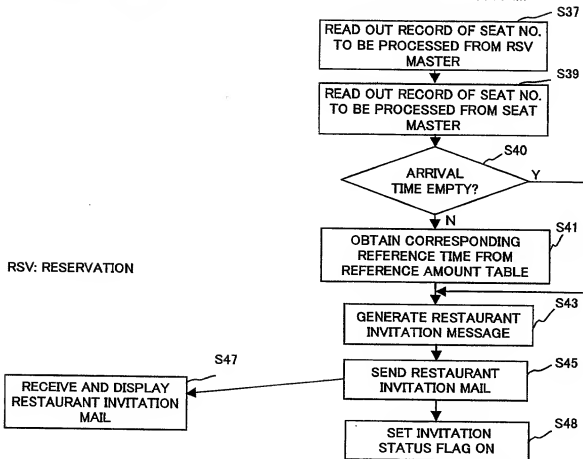 S37
READ OUT RECORD OF SEAT NO.
TO BE PROCESSED FROM RSV
MASTER
S39
READ OUT RECORD OF SEAT NO.
TO BE PROCESSED FROM SEAT
MASTER
S40
ARRIVAL
TIME EMPTY?
Y
N
S41
OBTAIN CORRESPONDING
REFERENCE TIME FROM
REFERENCE AMOUNT TABLE
RSV: RESERVATION
S43
GENERATE RESTAURANT
INVITATION MESSAGE
S47
S45
RECEIVE AND DISPLAY
RESTAURANT INVITATION
MAIL
SEND RESTAURANT
INVITATION MAIL
S48
SET INVITATION
STATUS FLAG ON